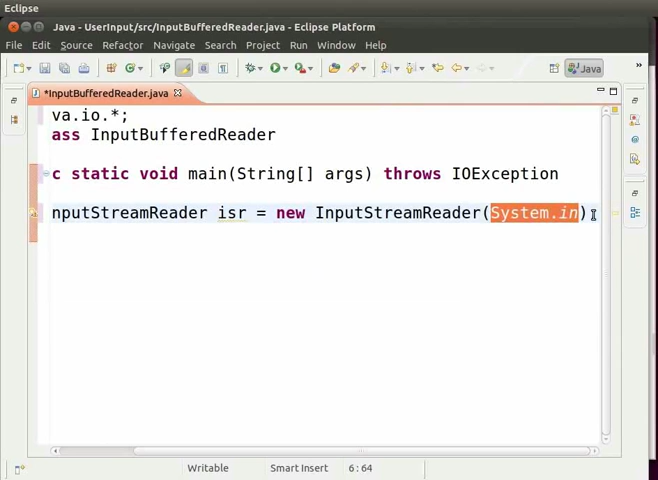 Eclipse
Java - UserInput/src/InputBufferedReader.java - Eclipse Platform
File Edit Source Refactor Navigate Search Project Run Window Help
Java
*InputBufferedReader.java
va.io.*;
ass InputBufferedReader
c static void main(String[] args) throws IOException
nputStreamReader isr = new InputStreamReader(System.in)
Writable Smart Insert 6:64